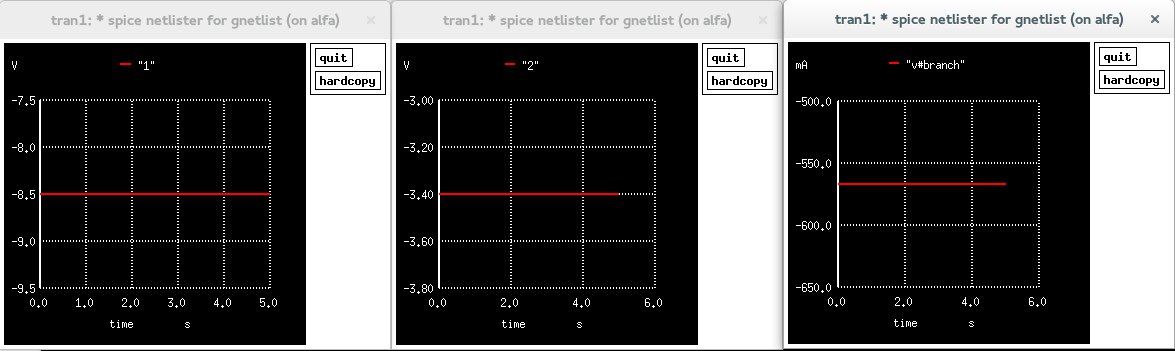 tran1: * spice netlister for gnetlist (on alfa) ×
V "1"
quit
hardcopy
-7.5
-8.0
-8.5
-9.0
-9.5
0.0 1.0 2.0 3.0 4.0 5.0
time s
tran1: * spice netlister for gnetlist (on alfa) ×
V "2"
quit
hardcopy
-3.00
-3.20
-3.40
-3.60
-3.80
0.0 2.0 4.0 6.0
time s
tran1: * spice netlister for gnetlist (on alfa) ×
mA "v#branch"
quit
hardcopy
-500.0
-550.0
-600.0
-650.0
0.0 2.0 4.0 6.0
time s